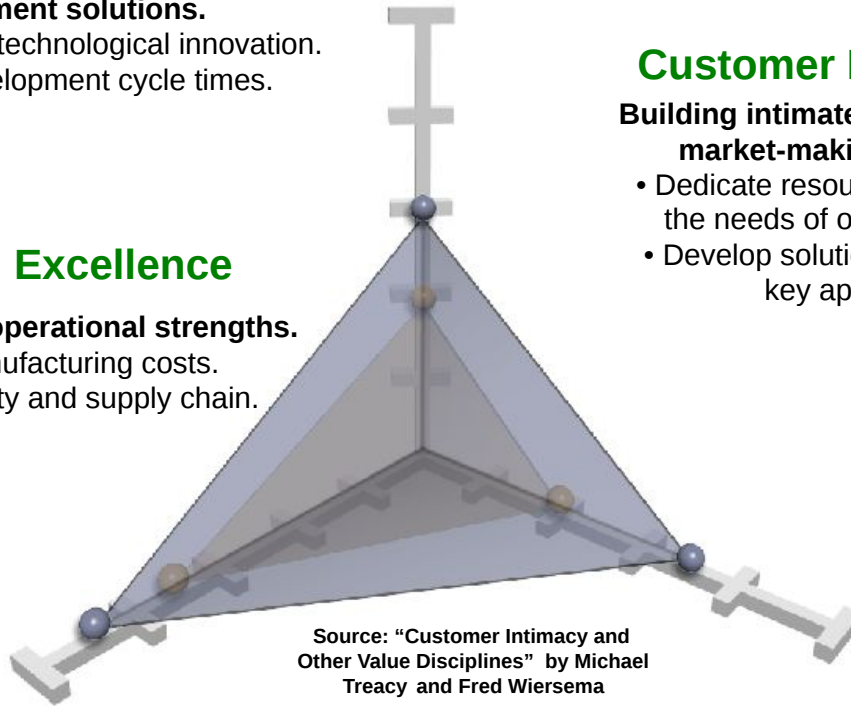 ment solutions.
technological innovation.
elopment cycle times.
Customer
Building intimate
market-maki
• Dedicate resou
the needs of o
• Develop soluti
key ap
Excellence
operational strengths.
nufacturing costs.
ty and supply chain.
Source: “Customer Intimacy and
Other Value Disciplines” by Michael
Treacy and Fred Wiersema